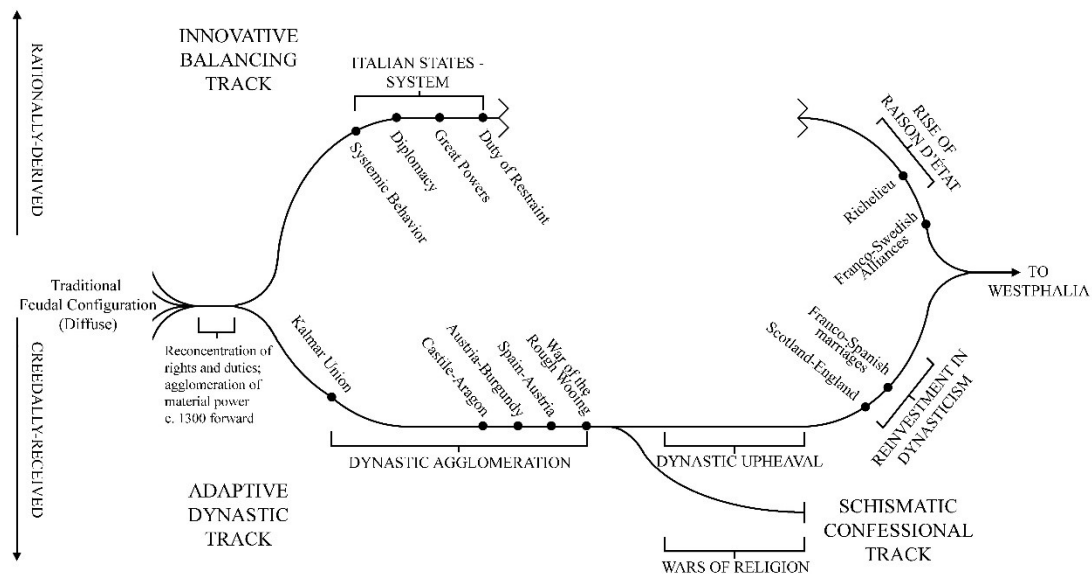 RATIONALLY-DERIVED
CREEDALLY-RECEIVED
INNOVATIVE
BALANCING
TRACK
ITALIAN STATES -
SYSTEM
Systemic Behavior
Diplomacy
Great Powers
Duty of Restraint
RISE OF
RAISON D'ÉTAT
Richelieu
Franco-Swedish
Alliances
Traditional
Feudal Configuration
(Diffuse)
TO
WESTPHALIA
Reconcentration of
rights and duties;
agglomeration of
material power
c. 1300 forward
Kalmar Union
Castile-Aragon
Austria-Burgundy
Spain-Austria
War of the
Rough Wooing
Franco-Spanish
marriages
Scotland-England
REINVESTMENT IN
DYNASTICISM
DYNASTIC AGGLOMERATION
DYNASTIC UPHEAVAL
ADAPTIVE
DYNASTIC
TRACK
SCHISMATIC
CONFESSIONAL
TRACK
WARS OF RELIGION